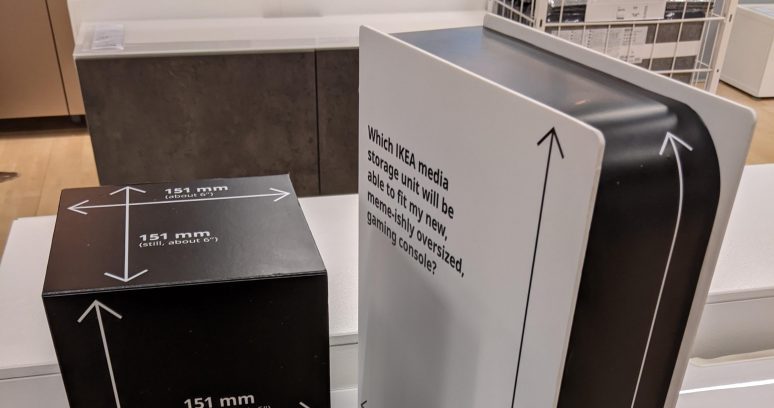 151 mm
(about 6")
151 mm
(still, about 6")
151 mm
Which IKEA media
storage unit will be
able to fit my new,
meme-ishly oversized,
gaming console?